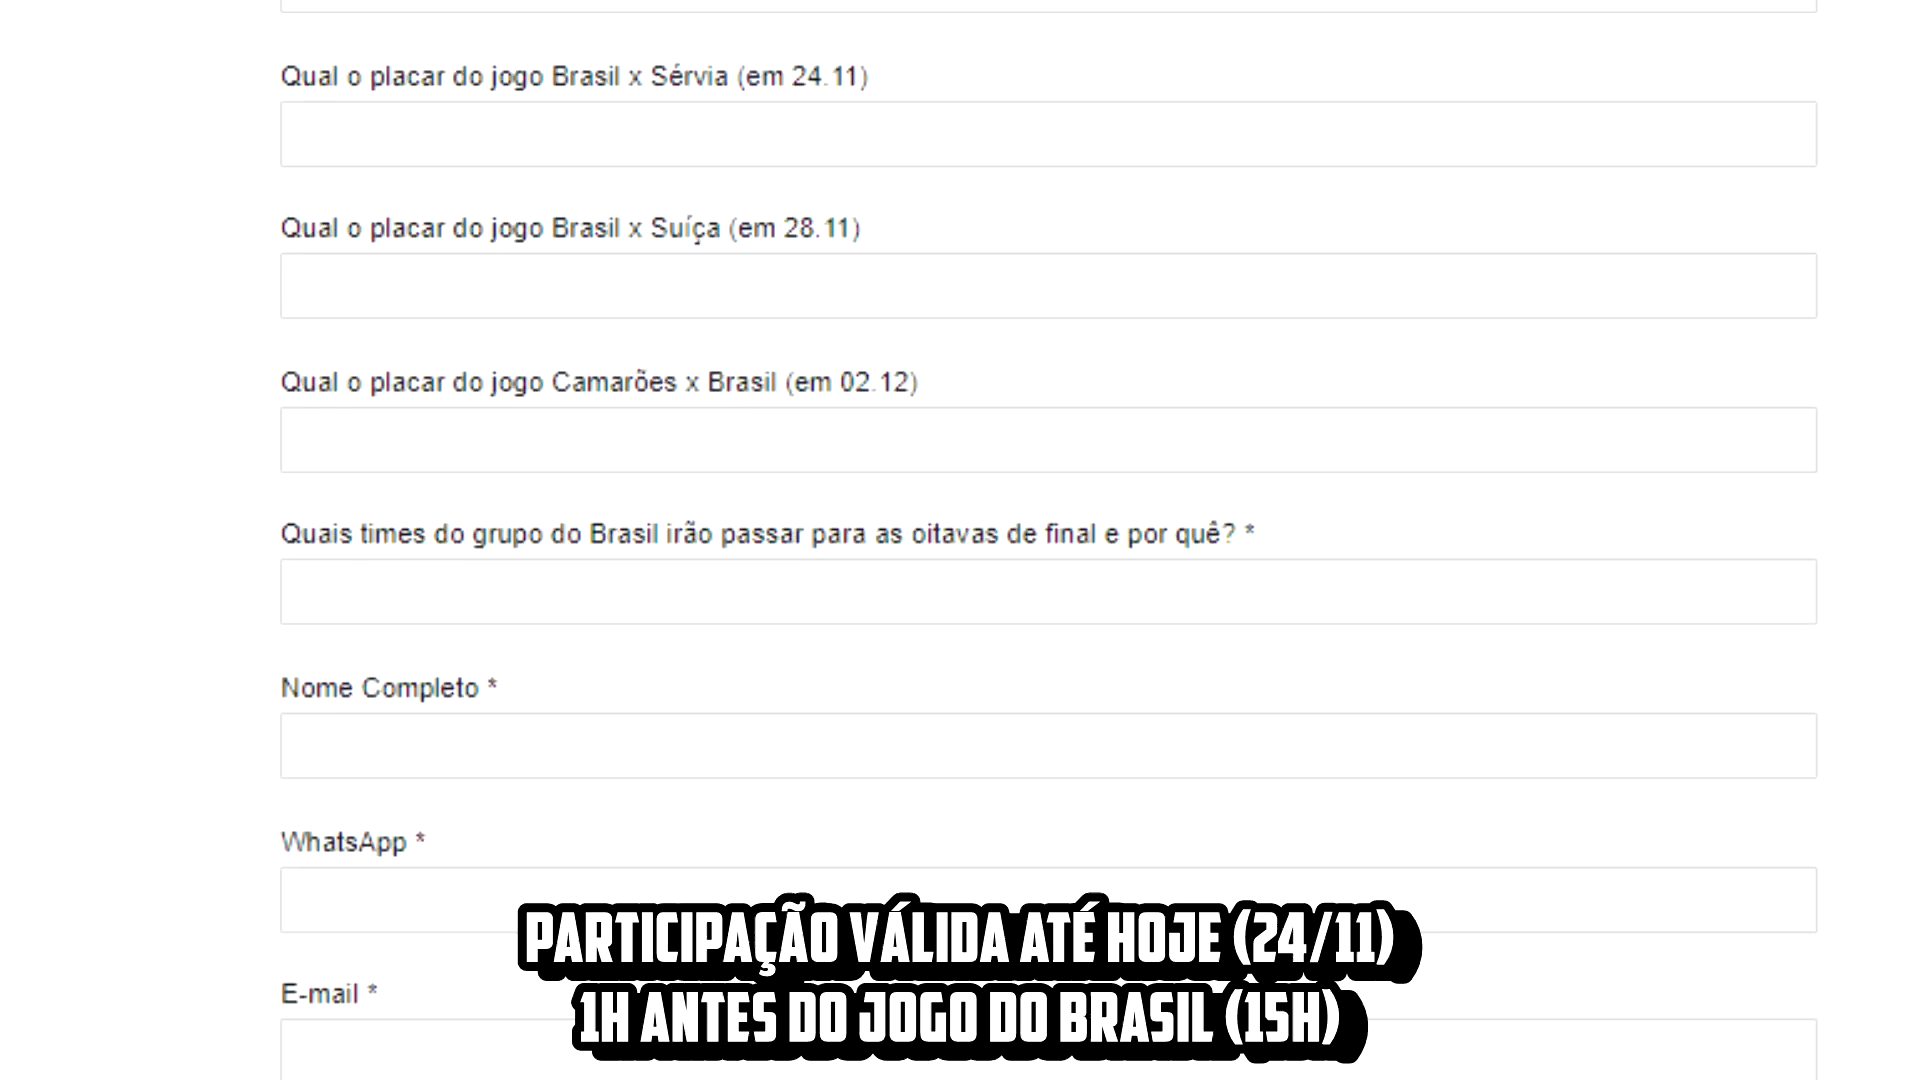 Qual o placar do jogo Brasil x Sérvia (em 24.11)
Qual o placar do jogo Brasil x Suíça (em 28.11)
Qual o placar do jogo Camarões x Brasil (em 02.12)
Quais times do grupo do Brasil irão passar para as oitavas de final e por quê? *
Nome Completo *
WhatsApp *
PARTICIPAÇÃO VÁLIDA ATÉ HOJE (24/11)
E-mail *
1H ANTES DO JOGO DO BRASIL (15H)